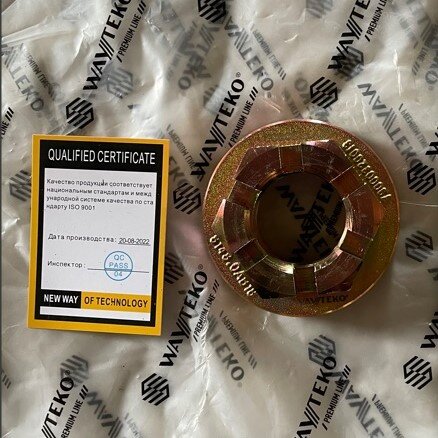 QUALIFIED CERTIFICATE
Качество продукции соответствует
национальным стандартам и межд
ународной системе качества по ста
ндарту ISO 9001
Дата производства: 20-08-2022
Инспектор:
QC
PASS
04
NEW WAY OF TECHNOLOGY
WAYTEKO®
/// PREMIUM LINE ///